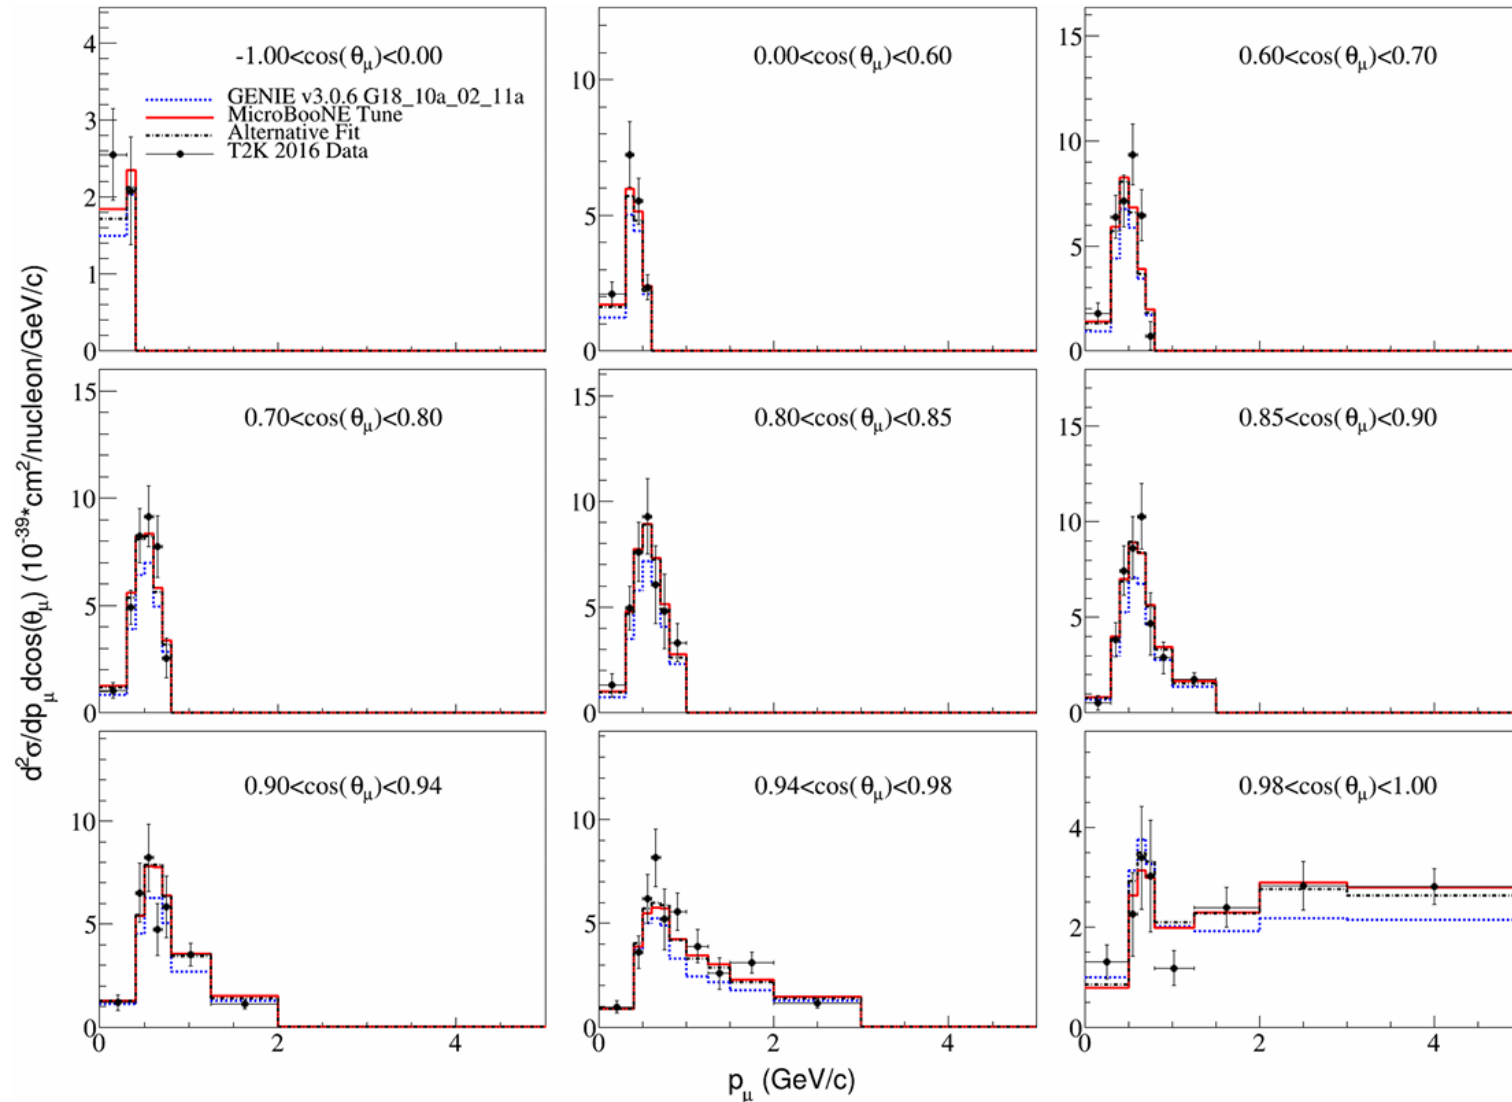 -1.00<cos(θμ)<0.00
GENIE v3.0.6 G18_10a_02_11a
MicroBooNE Tune
Alternative Fit
T2K 2016 Data
4
3
2
1
0
0.00<cos(θμ)<0.60
10
5
0
0.60<cos(θμ)<0.70
15
10
5
0
0.70<cos(θμ)<0.80
15
10
5
0
0.80<cos(θμ)<0.85
15
10
5
0
0.85<cos(θμ)<0.90
15
10
5
0
0.90<cos(θμ)<0.94
10
5
0
0 2 4
0.94<cos(θμ)<0.98
10
5
0
0 2 4
0.98<cos(θμ)<1.00
4
2
0
0 2 4
d²σ/dpμ dcos(θμ) (10⁻³⁹*cm²/nucleon/GeV/c)
pμ (GeV/c)